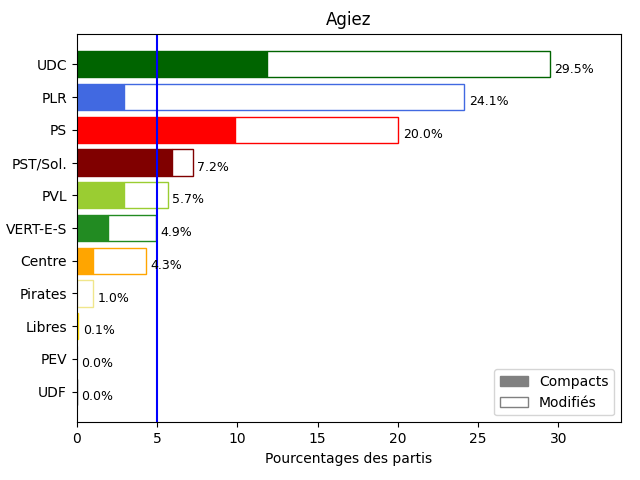 Agiez
UDC 29.5%
PLR 24.1%
PS 20.0%
PST/Sol. 7.2%
PVL 5.7%
VERT-E-S 4.9%
Centre 4.3%
Pirates 1.0%
Libres 0.1%
PEV 0.0%
UDF 0.0%
Compacts
Modifiés
0 5 10 15 20 25 30
Pourcentages des partis